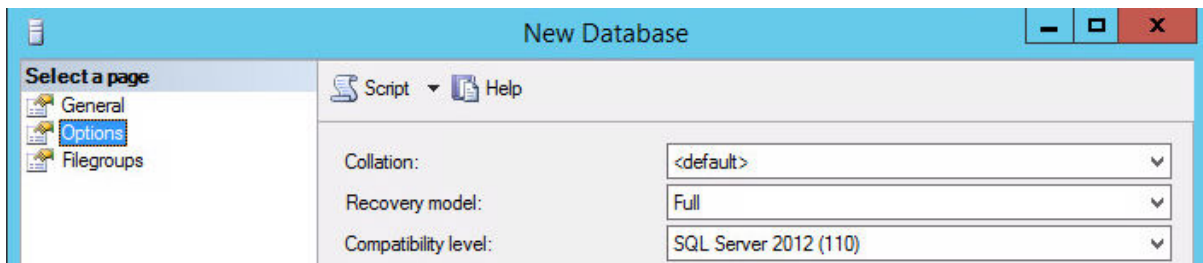 New Database
Select a page
General
Options
Filegroups
Script Help
Collation: <default>
Recovery model: Full
Compatibility level: SQL Server 2012 (110)